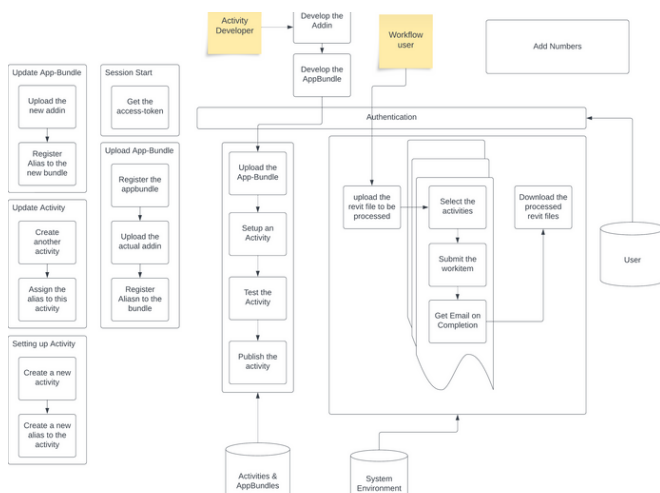 Activity
Developer
Develop the
Addin
Workflow
user
Add Numbers
Develop the
AppBundle
Update App-Bundle
Upload the
new addin
Register
Alias to the
new bundle
Session Start
Get the
access-token
Authentication
Upload App-Bundle
Register the
appbundle
Upload the
actual addin
Register
Aliasn to the
bundle
Update Activity
Create
another
activity
Assign the
alias to this
activity
Setting up Activity
Create a new
activity
Create a new
alias to the
activity
Upload the
App-Bundle
Setup an
Activity
Test the
Activity
Publish the
activity
upload the
revit file to be
processed
Select the
activities
Submit the
workitem
Get Email on
Completion
Download the
processed
revit files
User
Activities &
AppBundles
System
Environment